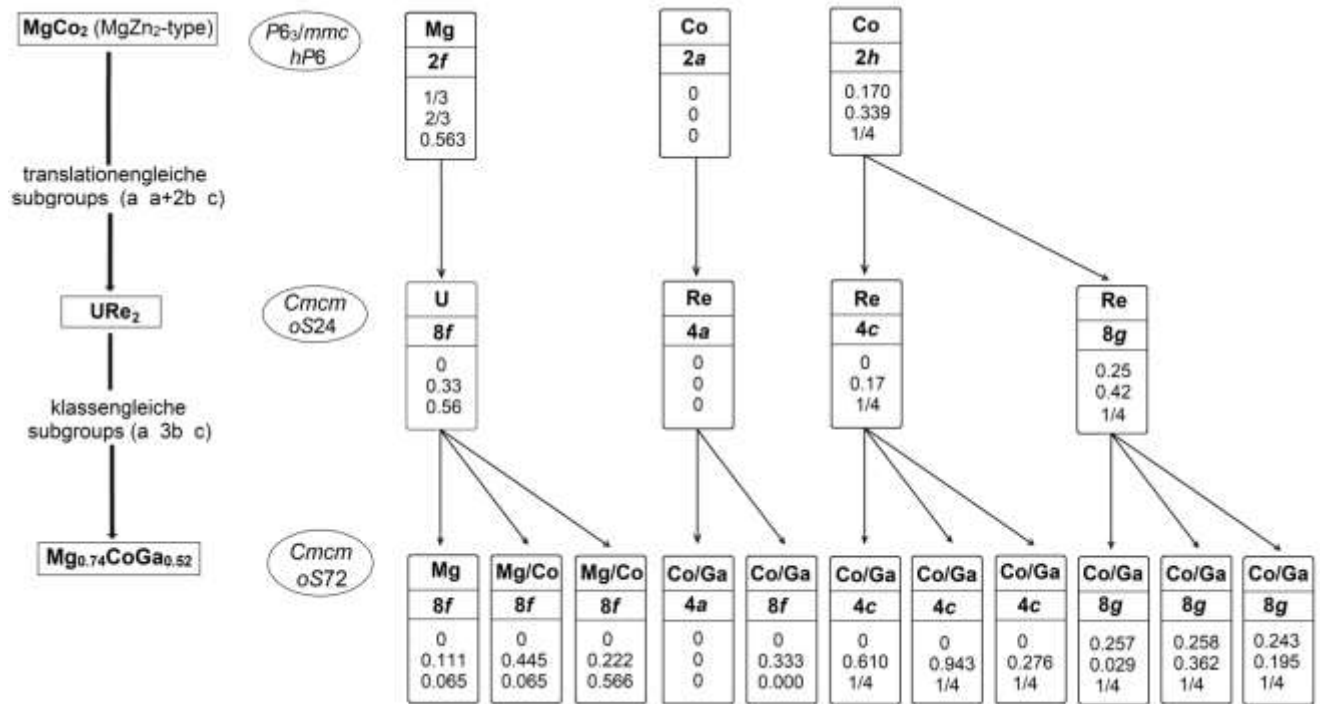 MgCo₂ (MgZn₂-type)
P6₃/mmc
hP6
Mg
2f
1/3
2/3
0.563
Co
2a
0
0
0
Co
2h
0.170
0.339
1/4
translationengleiche
subgroups (a a+2b c)
URe₂
Cmcm
oS24
U
8f
0
0.33
0.56
Re
4a
0
0
0
Re
4c
0
0.17
1/4
Re
8g
0.25
0.42
1/4
klassengleiche
subgroups (a 3b c)
Mg₀.₇₄CoGa₀.₅₂
Cmcm
oS72
Mg
8f
0
0.111
0.065
Mg/Co
8f
0
0.445
0.065
Mg/Co
8f
0
0.222
0.566
Co/Ga
4a
0
0
0
Co/Ga
8f
0
0.333
0.000
Co/Ga
4c
0
0.610
1/4
Co/Ga
4c
0
0.943
1/4
Co/Ga
4c
0
0.276
1/4
Co/Ga
8g
0.257
0.029
1/4
Co/Ga
8g
0.258
0.362
1/4
Co/Ga
8g
0.243
0.195
1/4